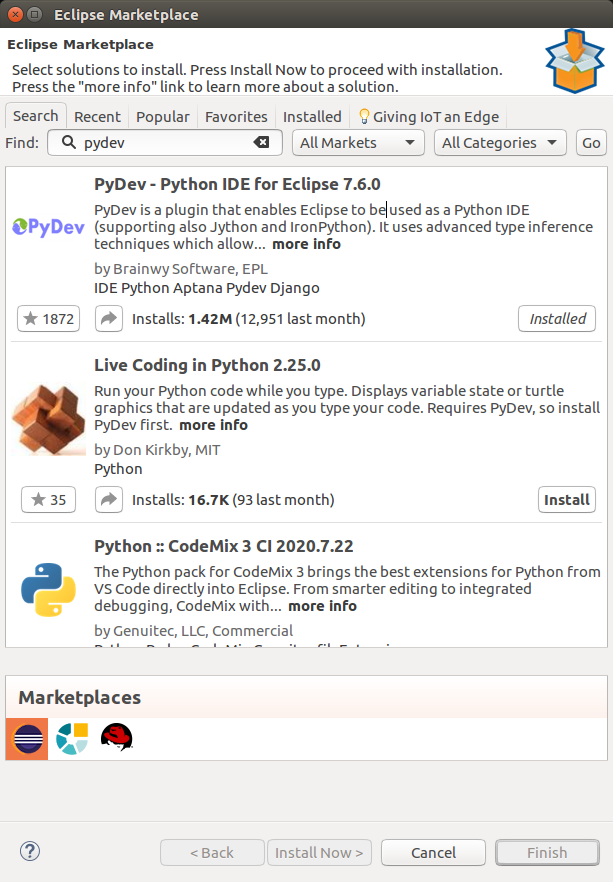 Eclipse Marketplace
Eclipse Marketplace
Select solutions to install. Press Install Now to proceed with installation.
Press the "more info" link to learn more about a solution.
Search Recent Popular Favorites Installed Giving IoT an Edge
Find: pydev All Markets All Categories Go
PyDev - Python IDE for Eclipse 7.6.0
PyDev is a plugin that enables Eclipse to be used as a Python IDE
(supporting also Jython and IronPython). It uses advanced type inference
techniques which allow... more info
PyDev
by Brainwy Software, EPL
IDE Python Aptana Pydev Django
1872 Installs: 1.42M (12,951 last month) Installed
Live Coding in Python 2.25.0
Run your Python code while you type. Displays variable state or turtle
graphics that are updated as you type your code. Requires PyDev, so install
PyDev first. more info
by Don Kirkby, MIT
Python
35 Installs: 16.7K (93 last month) Install
Python :: CodeMix 3 CI 2020.7.22
The Python pack for CodeMix 3 brings the best extensions for Python from
VS Code directly into Eclipse. From smarter editing to integrated
debugging, CodeMix with... more info
by Genuitec, LLC, Commercial
Marketplaces
? < Back Install Now > Cancel Finish